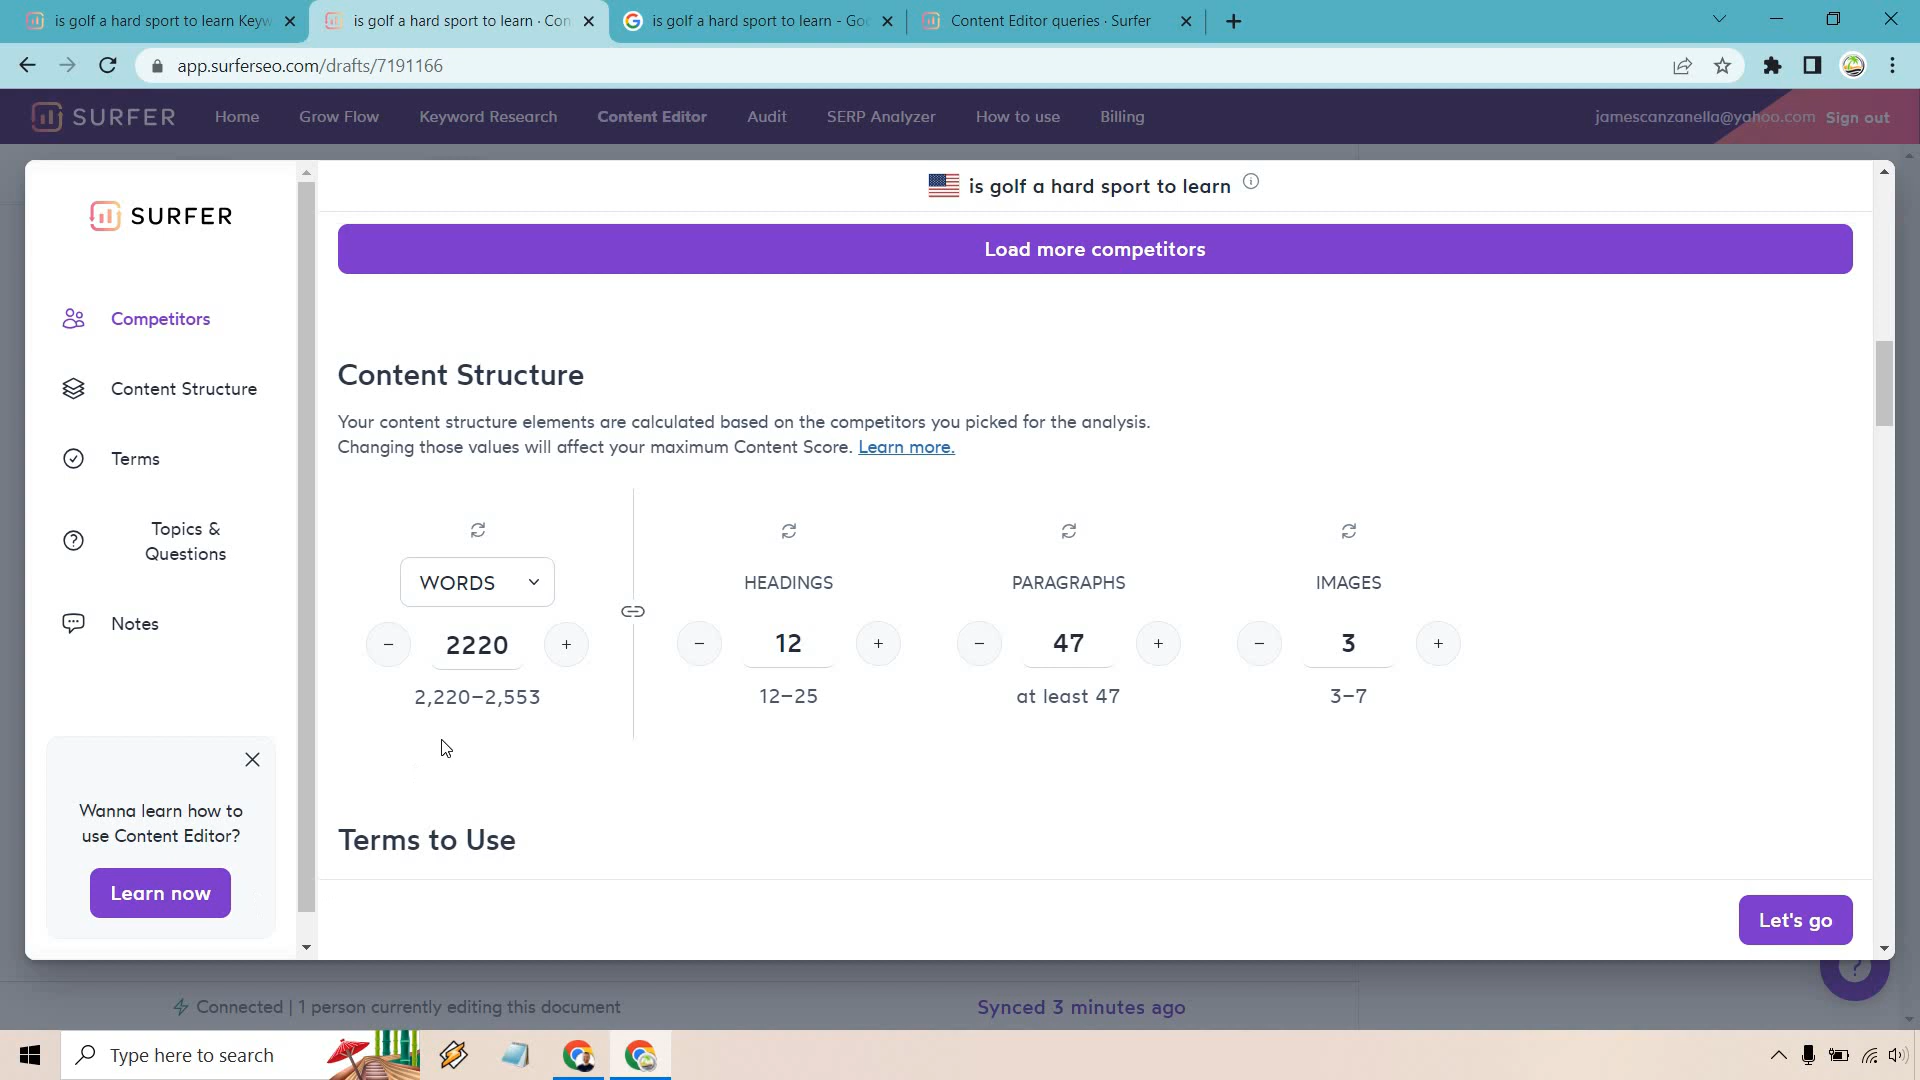 is golf a hard sport to learn Keyw
is golf a hard sport to learn · Con
is golf a hard sport to learn - Goo
Content Editor queries · Surfer
app.surferseo.com/drafts/7191166
SURFER
Home
Grow Flow
Keyword Research
Content Editor
Audit
SERP Analyzer
How to use
Billing
jamescanzanella@yahoo.com
Sign out
SURFER
is golf a hard sport to learn
Load more competitors
Competitors
Content Structure
Terms
Topics &
Questions
Notes
Content Structure
Your content structure elements are calculated based on the competitors you picked for the analysis.
Changing those values will affect your maximum Content Score. Learn more.
WORDS
HEADINGS
PARAGRAPHS
IMAGES
- 2220 +
- 12 +
- 47 +
- 3 +
2,220–2,553
12–25
at least 47
3–7
Wanna learn how to
use Content Editor?
Learn now
Terms to Use
Let's go
?
Connected | 1 person currently editing this document
Synced 3 minutes ago
Type here to search